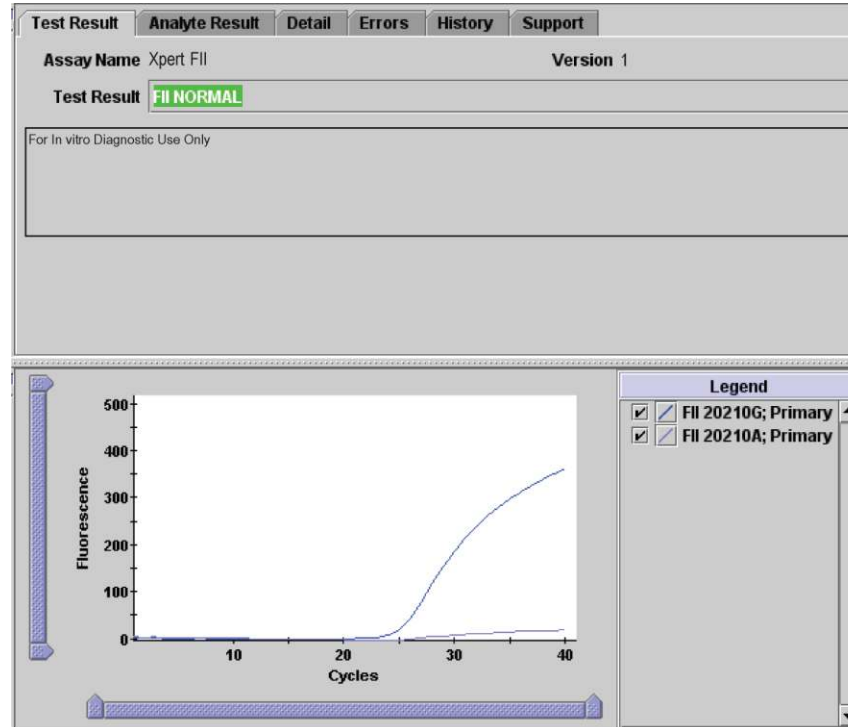 Test Result Analyte Result Detail Errors History Support
Assay Name Xpert FII Version 1
Test Result FII NORMAL
For In vitro Diagnostic Use Only
Legend
FII 20210G; Primary
FII 20210A; Primary
500
400
300
200
100
0
Fluorescence
10 20 30 40
Cycles